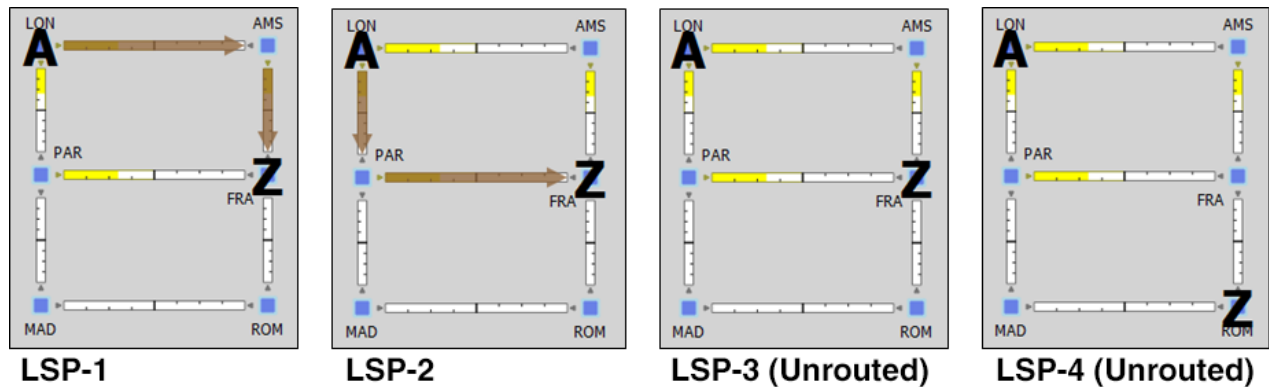 LON AMS
A
PAR
Z
FRA
MAD ROM
LSP-1
LON AMS
A
PAR
Z
FRA
MAD ROM
LSP-2
LON AMS
A
PAR
Z
FRA
MAD ROM
LSP-3 (Unrouted)
LON AMS
A
PAR
FRA
Z
MAD ROM
LSP-4 (Unrouted)